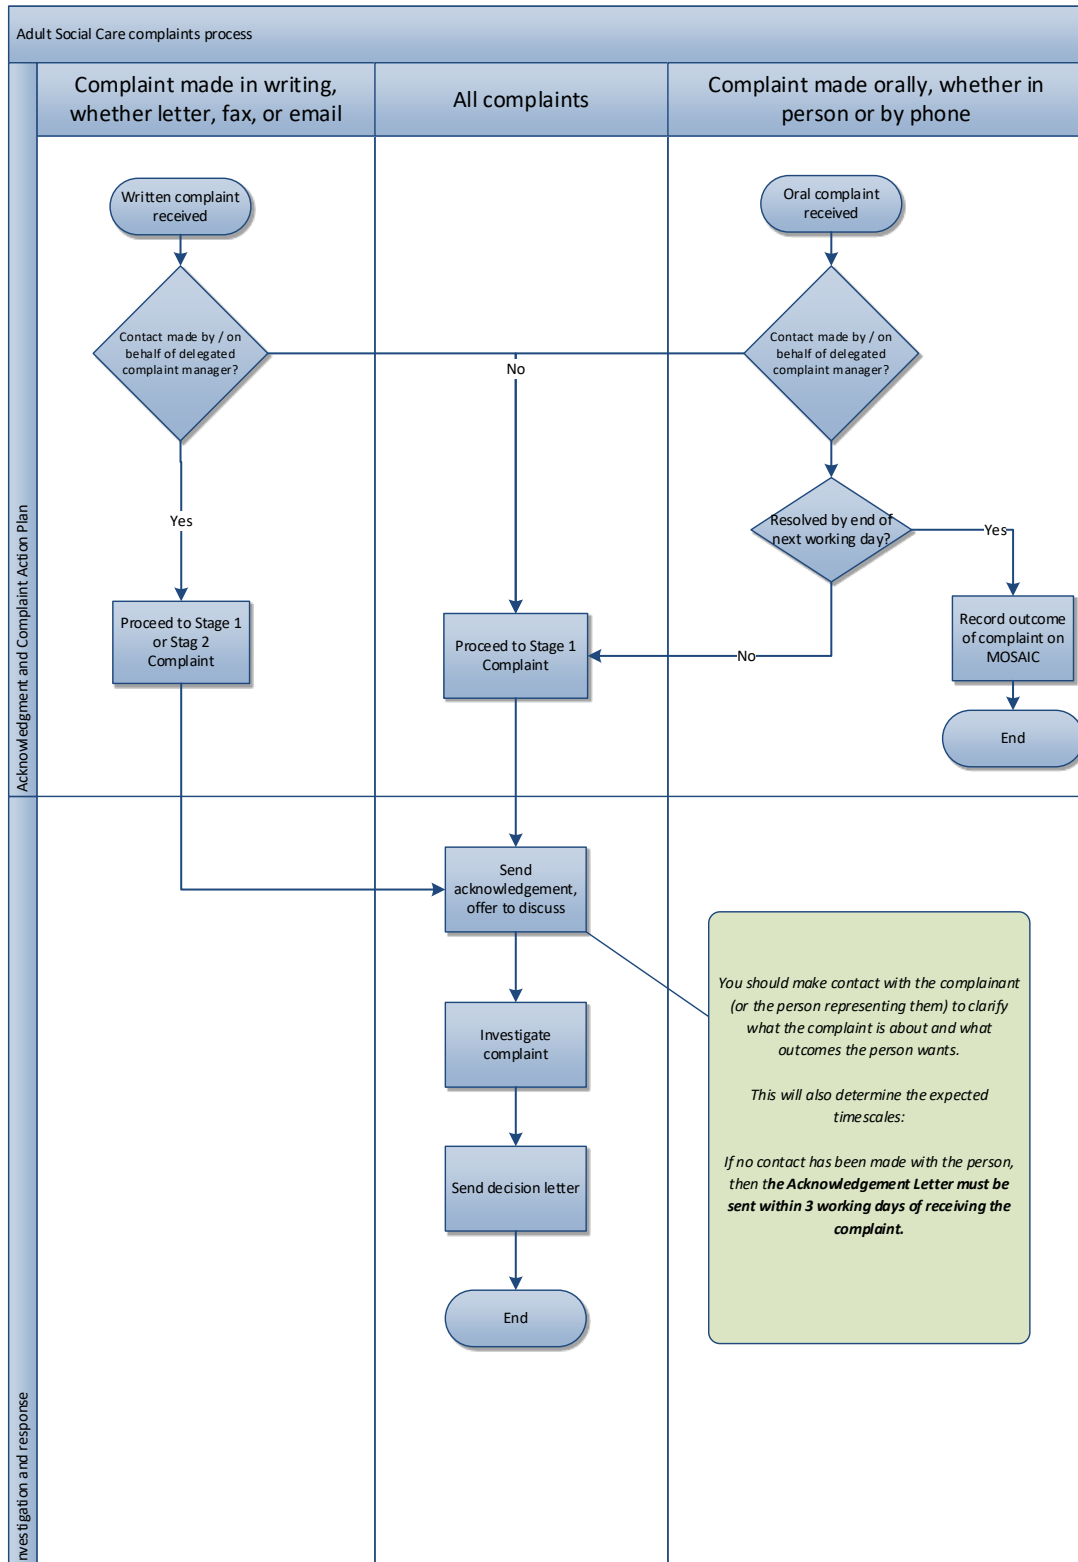 Adult Social Care complaints process
Complaint made in writing,
whether letter, fax, or email
All complaints
Complaint made orally, whether in
person or by phone
Acknowledgment and Complaint Action Plan
Written complaint
received
Oral complaint
received
Contact made by / on
behalf of delegated
complaint manager?
Contact made by / on
behalf of delegated
complaint manager?
No
Yes
Resolved by end of
next working day?
Yes
Proceed to Stage 1
or Stag 2
Complaint
Proceed to Stage 1
Complaint
No
Record outcome
of complaint on
MOSAIC
End
nvestigation and response
Send
acknowledgement,
offer to discuss
You should make contact with the complainant
(or the person representing them) to clarify
what the complaint is about and what
outcomes the person wants.
This will also determine the expected
timescales:
If no contact has been made with the person,
then the Acknowledgement Letter must be
sent within 3 working days of receiving the
complaint.
Investigate
complaint
Send decision letter
End